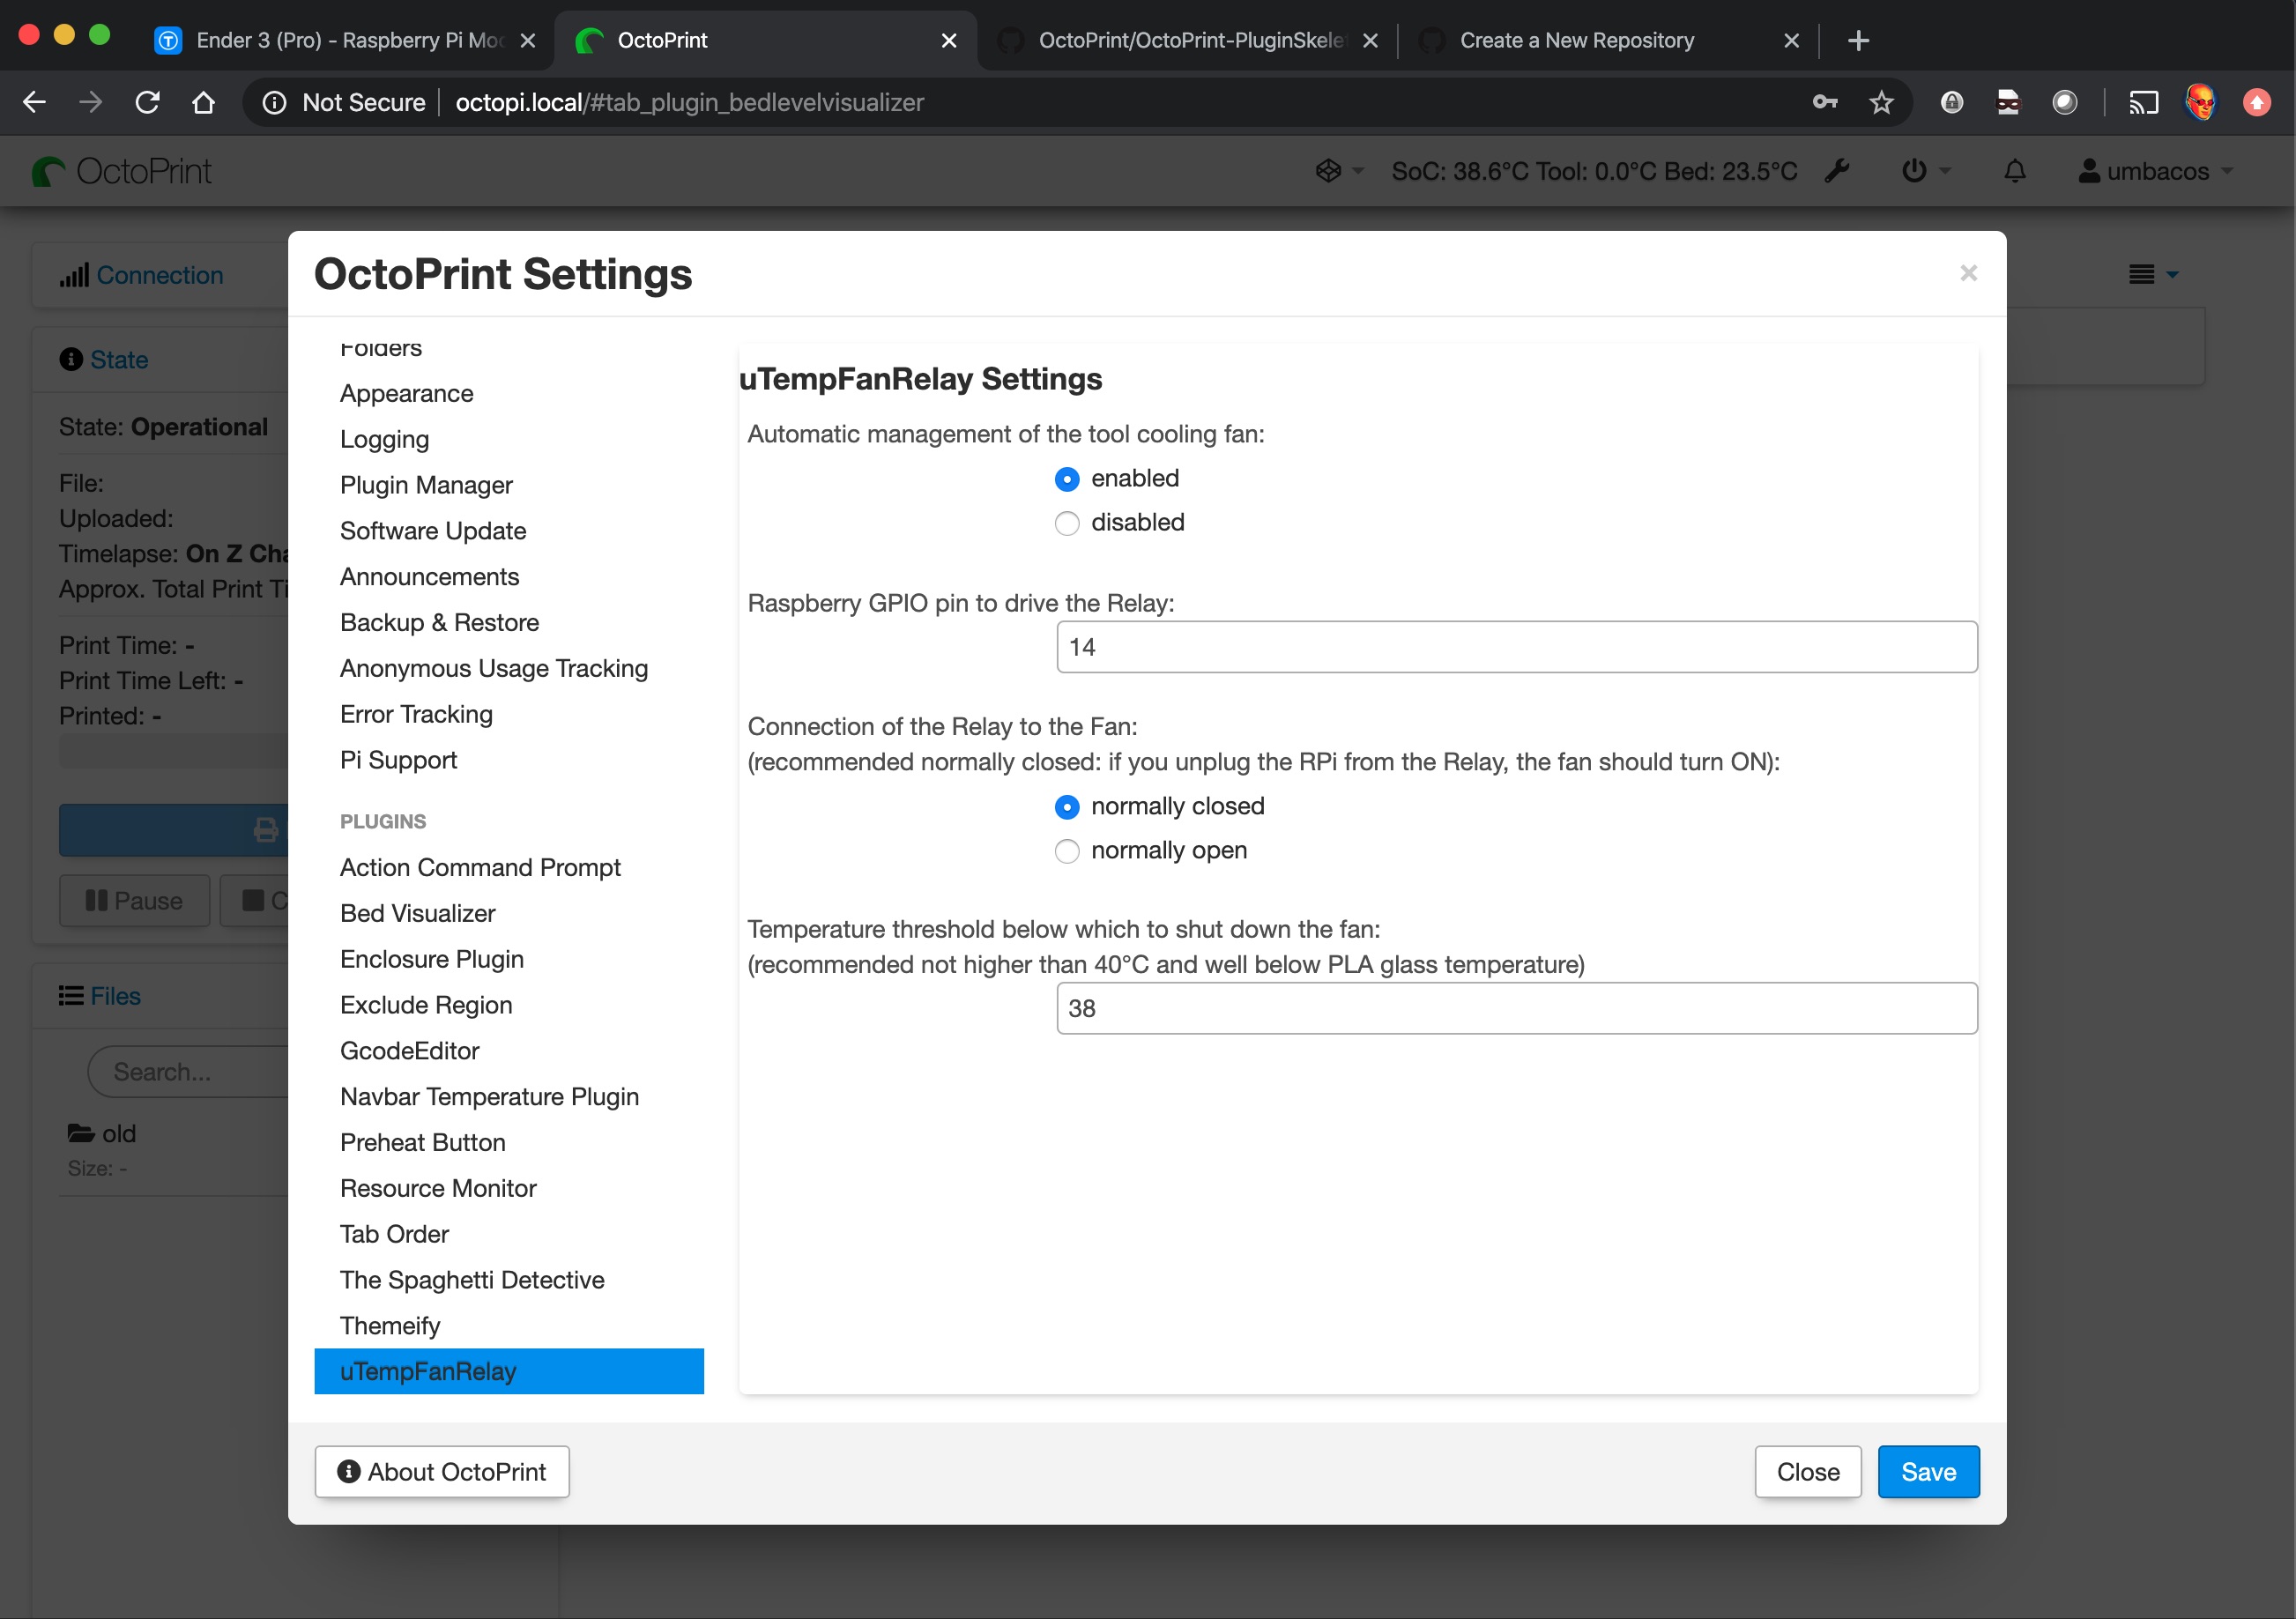 Ender 3 (Pro) - Raspberry Pi Mo
OctoPrint
OctoPrint/OctoPrint-PluginSkele
Create a New Repository
Not Secure
octopi.local/#tab_plugin_bedlevelvisualizer
OctoPrint
SoC: 38.6°C Tool: 0.0°C Bed: 23.5°C
umbacos
Connection
State
State: Operational
File:
Uploaded:
Timelapse: On Z Cha
Approx. Total Print Ti
Print Time: -
Print Time Left: -
Printed: -
Pause
C
Files
Search...
old
Size: -
OctoPrint Settings
×
Folders
Appearance
Logging
Plugin Manager
Software Update
Announcements
Backup & Restore
Anonymous Usage Tracking
Error Tracking
Pi Support
PLUGINS
Action Command Prompt
Bed Visualizer
Enclosure Plugin
Exclude Region
GcodeEditor
Navbar Temperature Plugin
Preheat Button
Resource Monitor
Tab Order
The Spaghetti Detective
Themeify
uTempFanRelay
uTempFanRelay Settings
Automatic management of the tool cooling fan:
enabled
disabled
Raspberry GPIO pin to drive the Relay:
14
Connection of the Relay to the Fan:
(recommended normally closed: if you unplug the RPi from the Relay, the fan should turn ON):
normally closed
normally open
Temperature threshold below which to shut down the fan:
(recommended not higher than 40°C and well below PLA glass temperature)
38
About OctoPrint
Close
Save